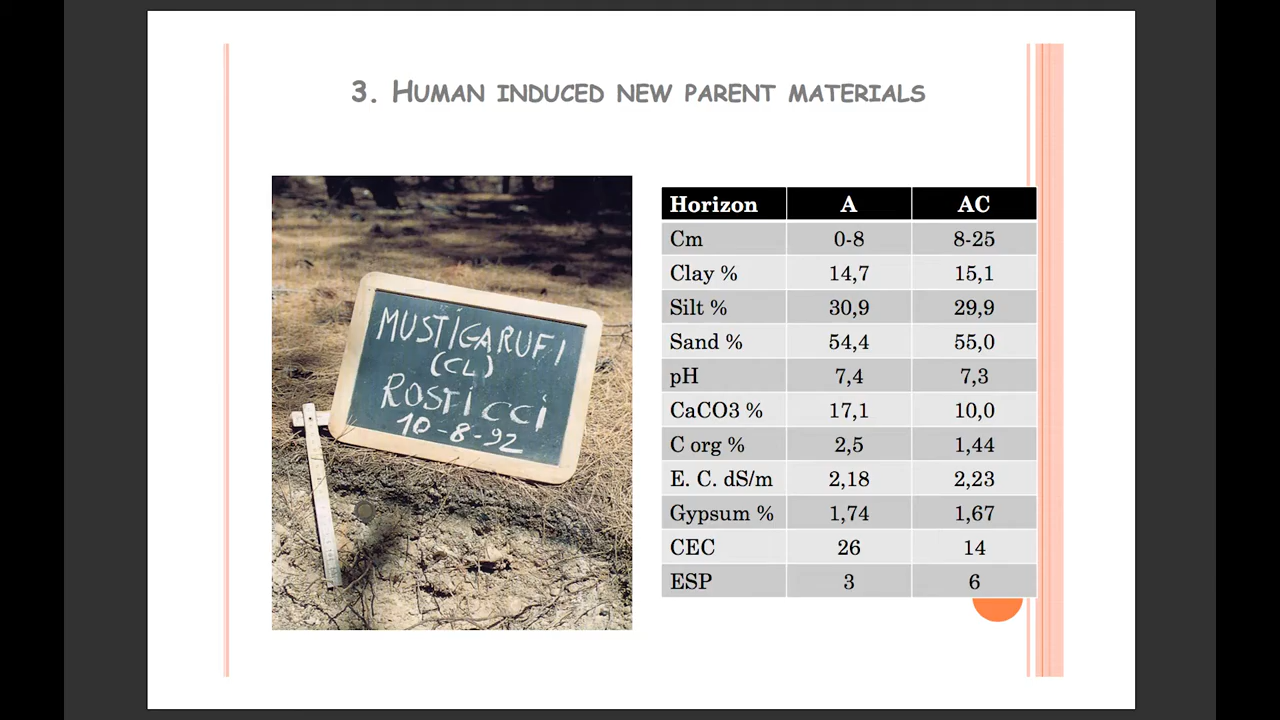 3. Human induced new parent materials
MUSTIGARUFI
(CL)
ROSTICCI
10-8-92
Horizon A AC
Cm 0-8 8-25
Clay % 14,7 15,1
Silt % 30,9 29,9
Sand % 54,4 55,0
pH 7,4 7,3
CaCO3 % 17,1 10,0
C org % 2,5 1,44
E. C. dS/m 2,18 2,23
Gypsum % 1,74 1,67
CEC 26 14
ESP 3 6